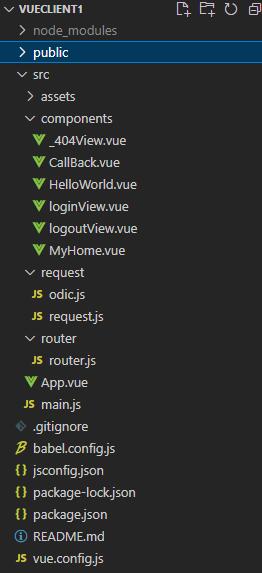 VUECLIENT1
node_modules
public
src
assets
components
_404View.vue
CallBack.vue
HelloWorld.vue
loginView.vue
logoutView.vue
MyHome.vue
request
JS odic.js
JS request.js
router
JS router.js
App.vue
JS main.js
.gitignore
babel.config.js
{ } jsconfig.json
{ } package-lock.json
{ } package.json
README.md
vue.config.js